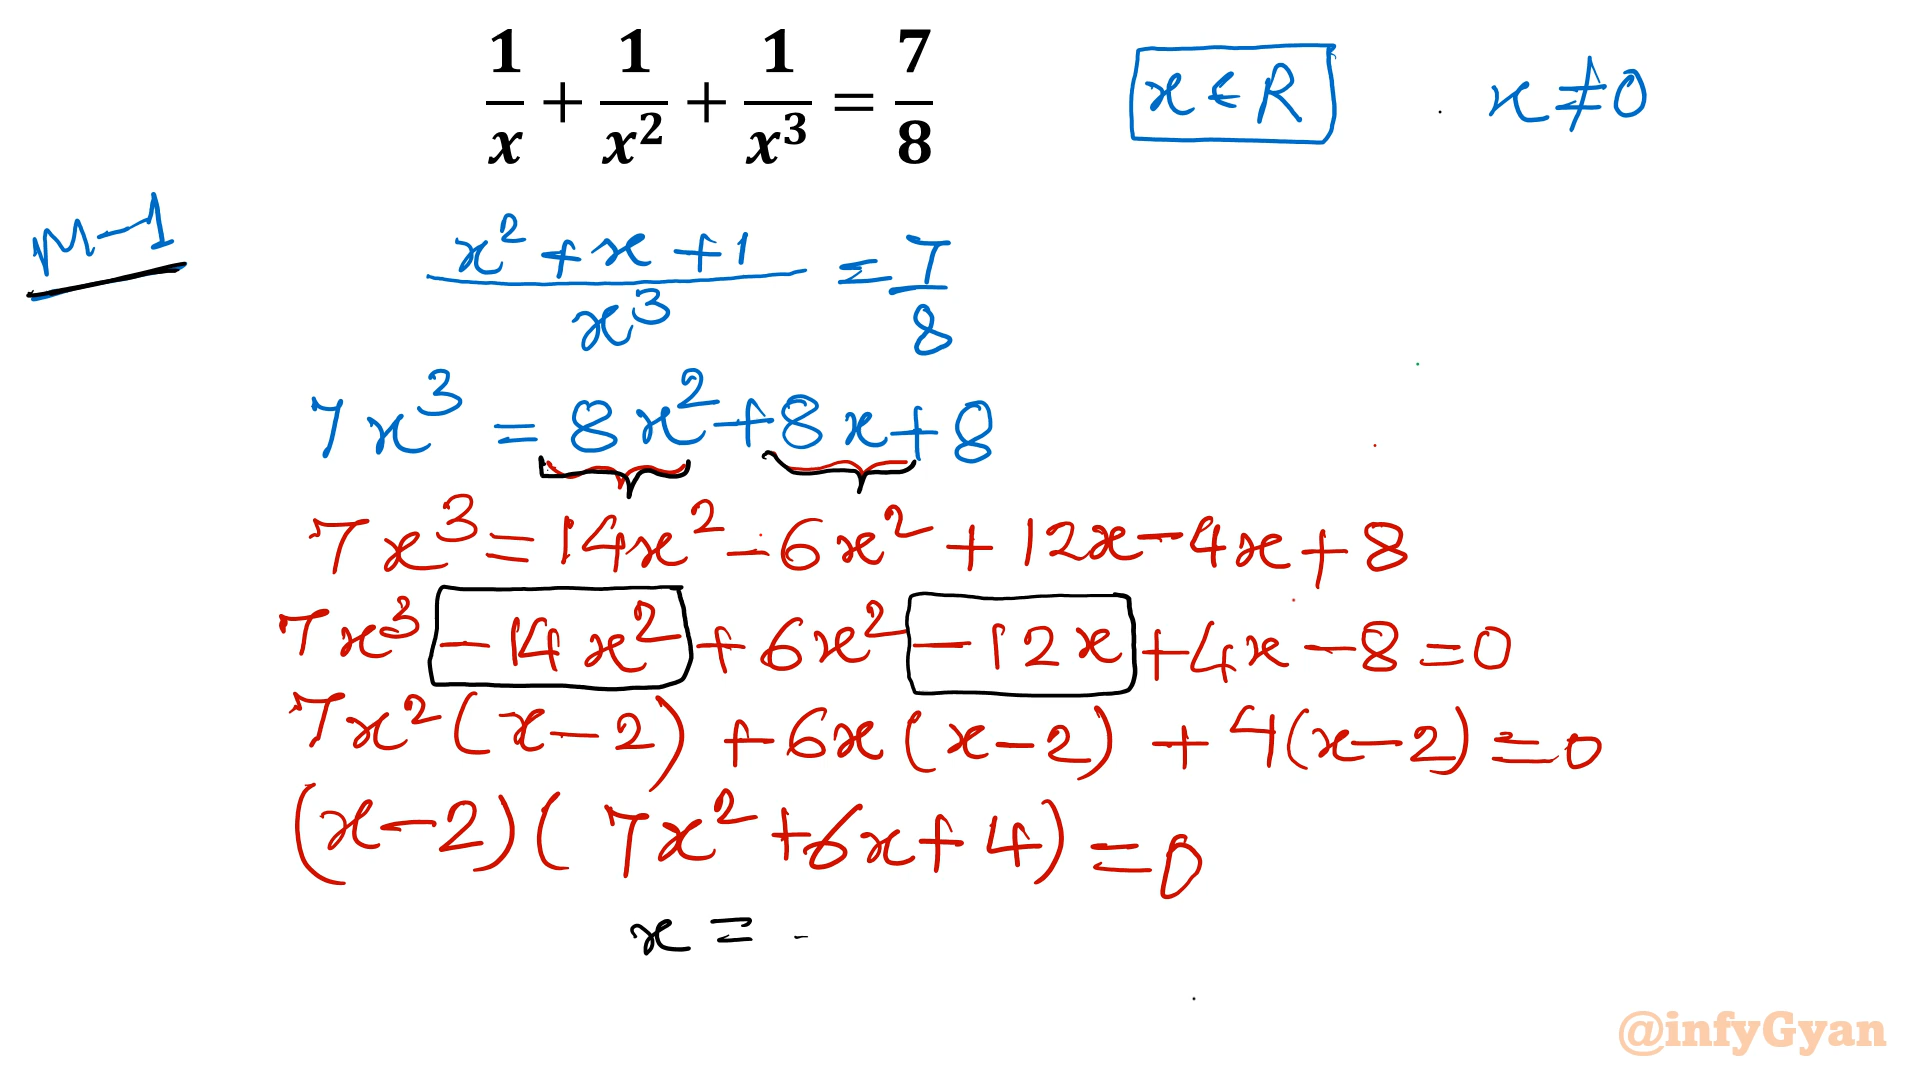 1/x + 1/x² + 1/x³ = 7/8
x ∈ R
x ≠ 0
M-1
(x² + x + 1)/x³ = 7/8
7x³ = 8x² + 8x + 8
7x³ = 14x² - 6x² + 12x - 4x + 8
7x³ - 14x² + 6x² - 12x + 4x - 8 = 0
7x²(x - 2) + 6x(x - 2) + 4(x - 2) = 0
(x - 2)(7x² + 6x + 4) = 0
x = -
@infyGyan